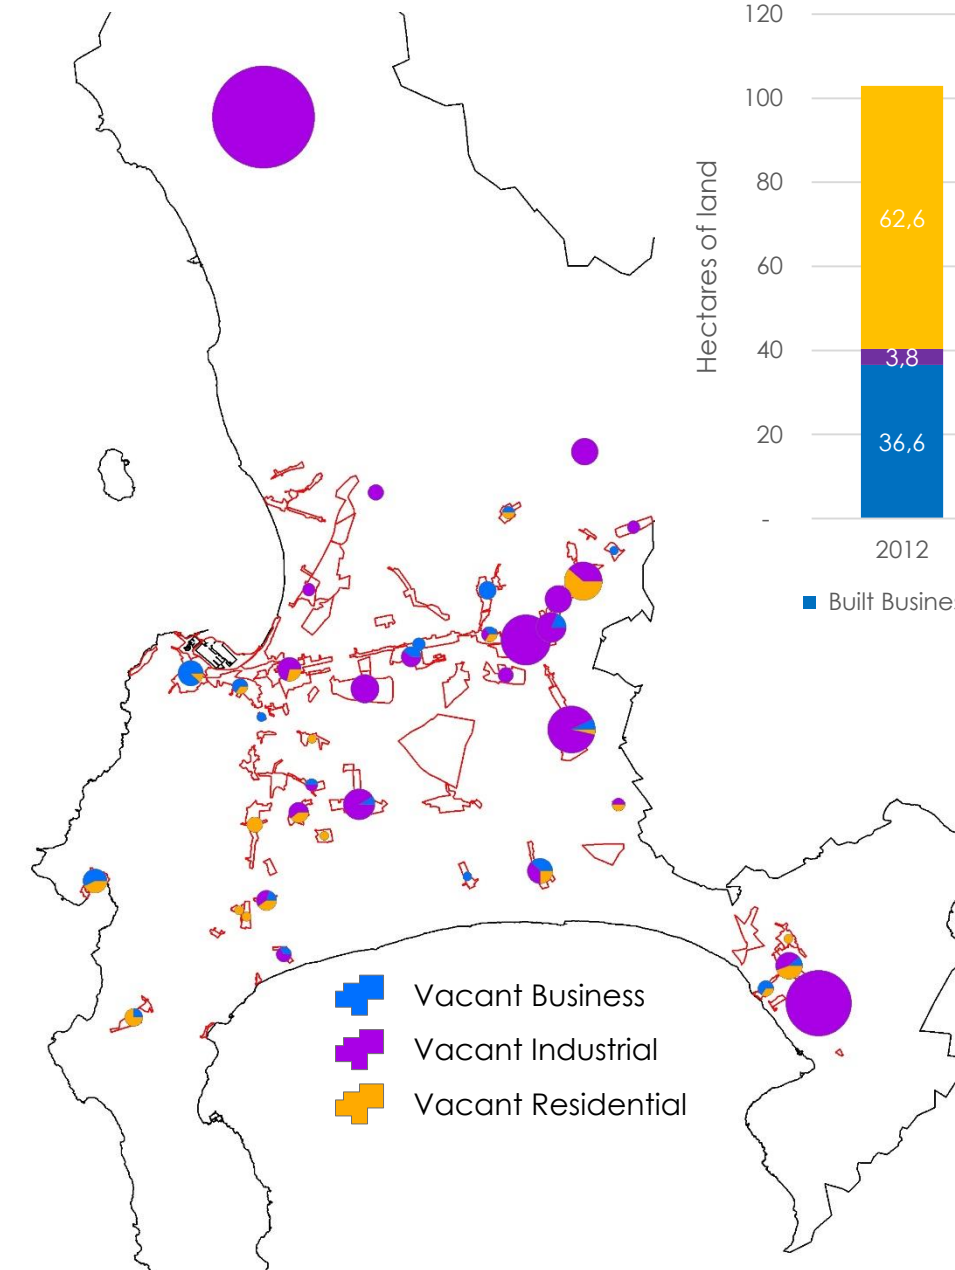 120
100
80
60
40
20
-
Hectares of land
62,6
3,8
36,6
2012
Built Busines
Vacant Business
Vacant Industrial
Vacant Residential